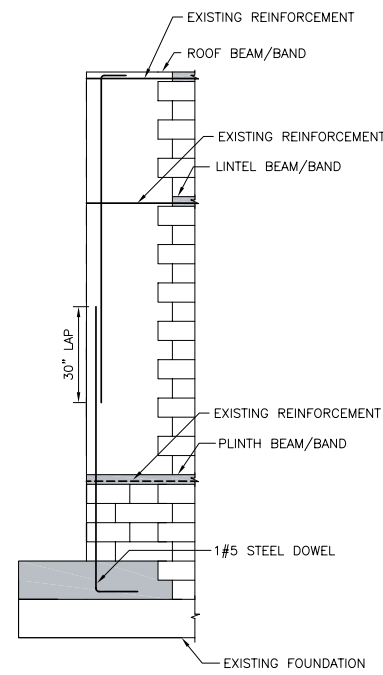 EXISTING REINFORCEMENT
ROOF BEAM/BAND
EXISTING REINFORCEMENT
LINTEL BEAM/BAND
30" LAP
EXISTING REINFORCEMENT
PLINTH BEAM/BAND
1#5 STEEL DOWEL
EXISTING FOUNDATION